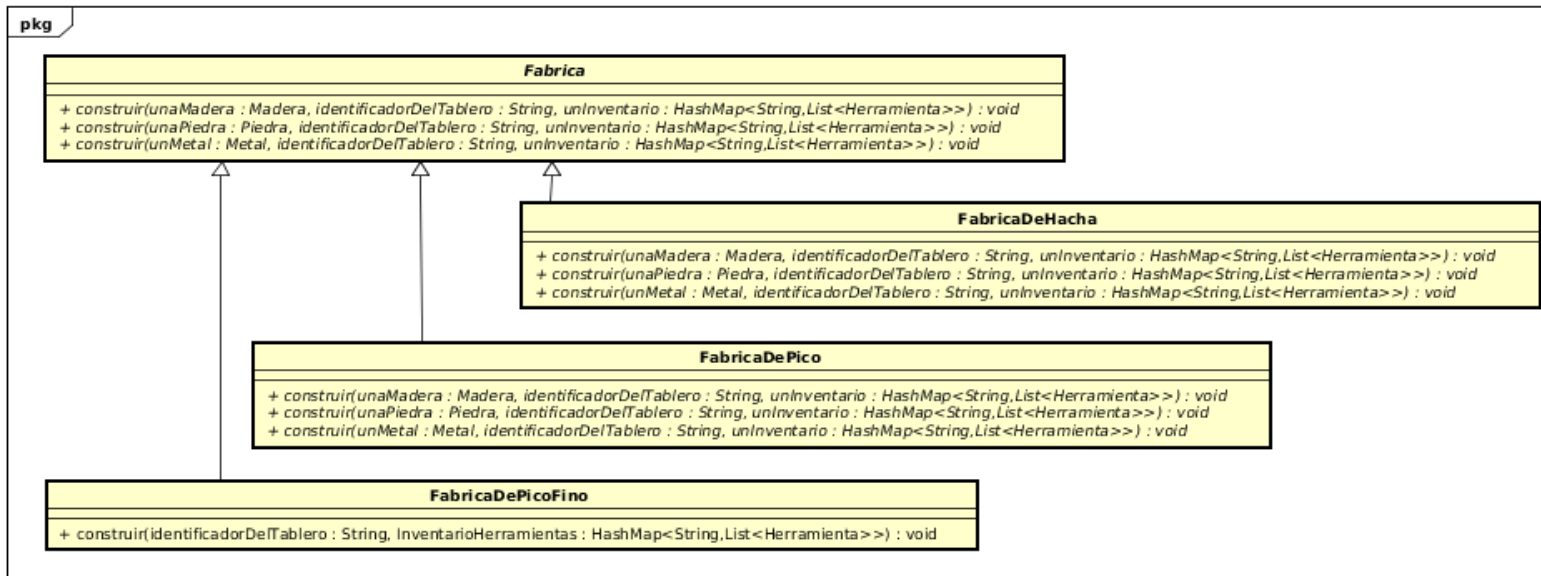 pkg
Fabrica
+ construir(unaMadera : Madera, identificadorDelTablero : String, unInventario : HashMap<String,List<Herramienta>>) : void
+ construir(unaPiedra : Piedra, identificadorDelTablero : String, unInventario : HashMap<String,List<Herramienta>>) : void
+ construir(unMetal : Metal, identificadorDelTablero : String, unInventario : HashMap<String,List<Herramienta>>) : void
FabricaDeHacha
+ construir(unaMadera : Madera, identificadorDelTablero : String, unInventario : HashMap<String,List<Herramienta>>) : void
+ construir(unaPiedra : Piedra, identificadorDelTablero : String, unInventario : HashMap<String,List<Herramienta>>) : void
+ construir(unMetal : Metal, identificadorDelTablero : String, unInventario : HashMap<String,List<Herramienta>>) : void
FabricaDePico
+ construir(unaMadera : Madera, identificadorDelTablero : String, unInventario : HashMap<String,List<Herramienta>>) : void
+ construir(unaPiedra : Piedra, identificadorDelTablero : String, unInventario : HashMap<String,List<Herramienta>>) : void
+ construir(unMetal : Metal, identificadorDelTablero : String, unInventario : HashMap<String,List<Herramienta>>) : void
FabricaDePicoFino
+ construir(identificadorDelTablero : String, InventarioHerramientas : HashMap<String,List<Herramienta>>) : void